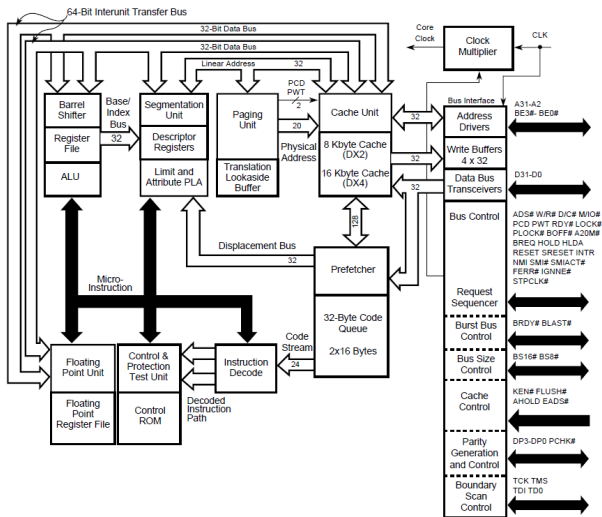 64-Bit Interunit Transfer Bus
32-Bit Data Bus
32-Bit Data Bus
Linear Address
32
Core
Clock
Clock
Multiplier
CLK
Barrel
Shifter
Register
File
ALU
Base/
Index
Bus
32
Segmentation
Unit
Descriptor
Registers
Limit and
Attribute PLA
Paging
Unit
Translation
Lookaside
Buffer
PCD
PWT
2
20
Physical
Address
Cache Unit
8 Kbyte Cache
(DX2)
16 Kbyte Cache
(DX4)
32
32
32
128
Bus Interface
Address
Drivers
Write Buffers
4 x 32
Data Bus
Transceivers
Bus Control
Request
Sequencer
Burst Bus
Control
Bus Size
Control
Cache
Control
Parity
Generation
and Control
Boundary
Scan
Control
A31-A2
BE3#- BE0#
D31-D0
ADS# W/R# D/C# M/IO#
PCD PWT RDY# LOCK#
PLOCK# BOFF# A20M#
BREQ HOLD HLDA
RESET SRESET INTR
NMI SMI# SMIACT#
FERR# IGNNE#
STPCLK#
BRDY# BLAST#
BS16# BS8#
KEN# FLUSH#
AHOLD EADS#
DP3-DP0 PCHK#
TCK TMS
TDI TD0
Displacement Bus
32
Prefetcher
32-Byte Code
Queue
2x16 Bytes
Micro-
Instruction
Code
Stream
24
Floating
Point Unit
Floating
Point
Register File
Control &
Protection
Test Unit
Control
ROM
Instruction
Decode
Decoded
Instruction
Path